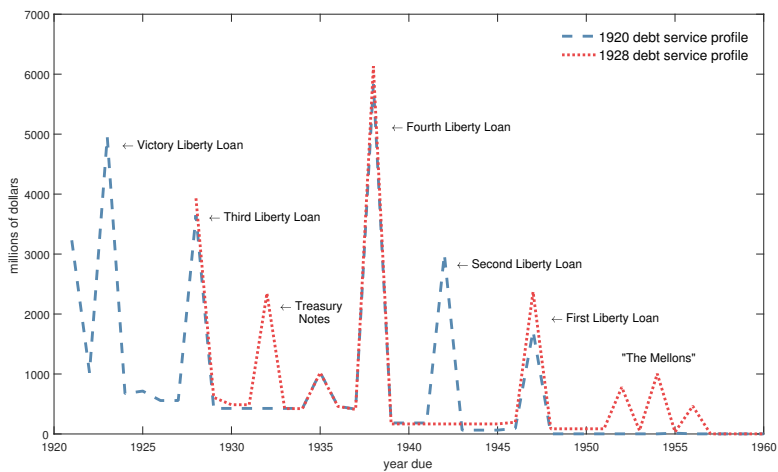 7000
6000
5000
4000
3000
2000
1000
0
millions of dollars
1920 debt service profile
1928 debt service profile
← Fourth Liberty Loan
← Victory Liberty Loan
← Third Liberty Loan
← Second Liberty Loan
← Treasury
Notes
← First Liberty Loan
"The Mellons"
1920 1925 1930 1935 1940 1945 1950 1955 1960
year due